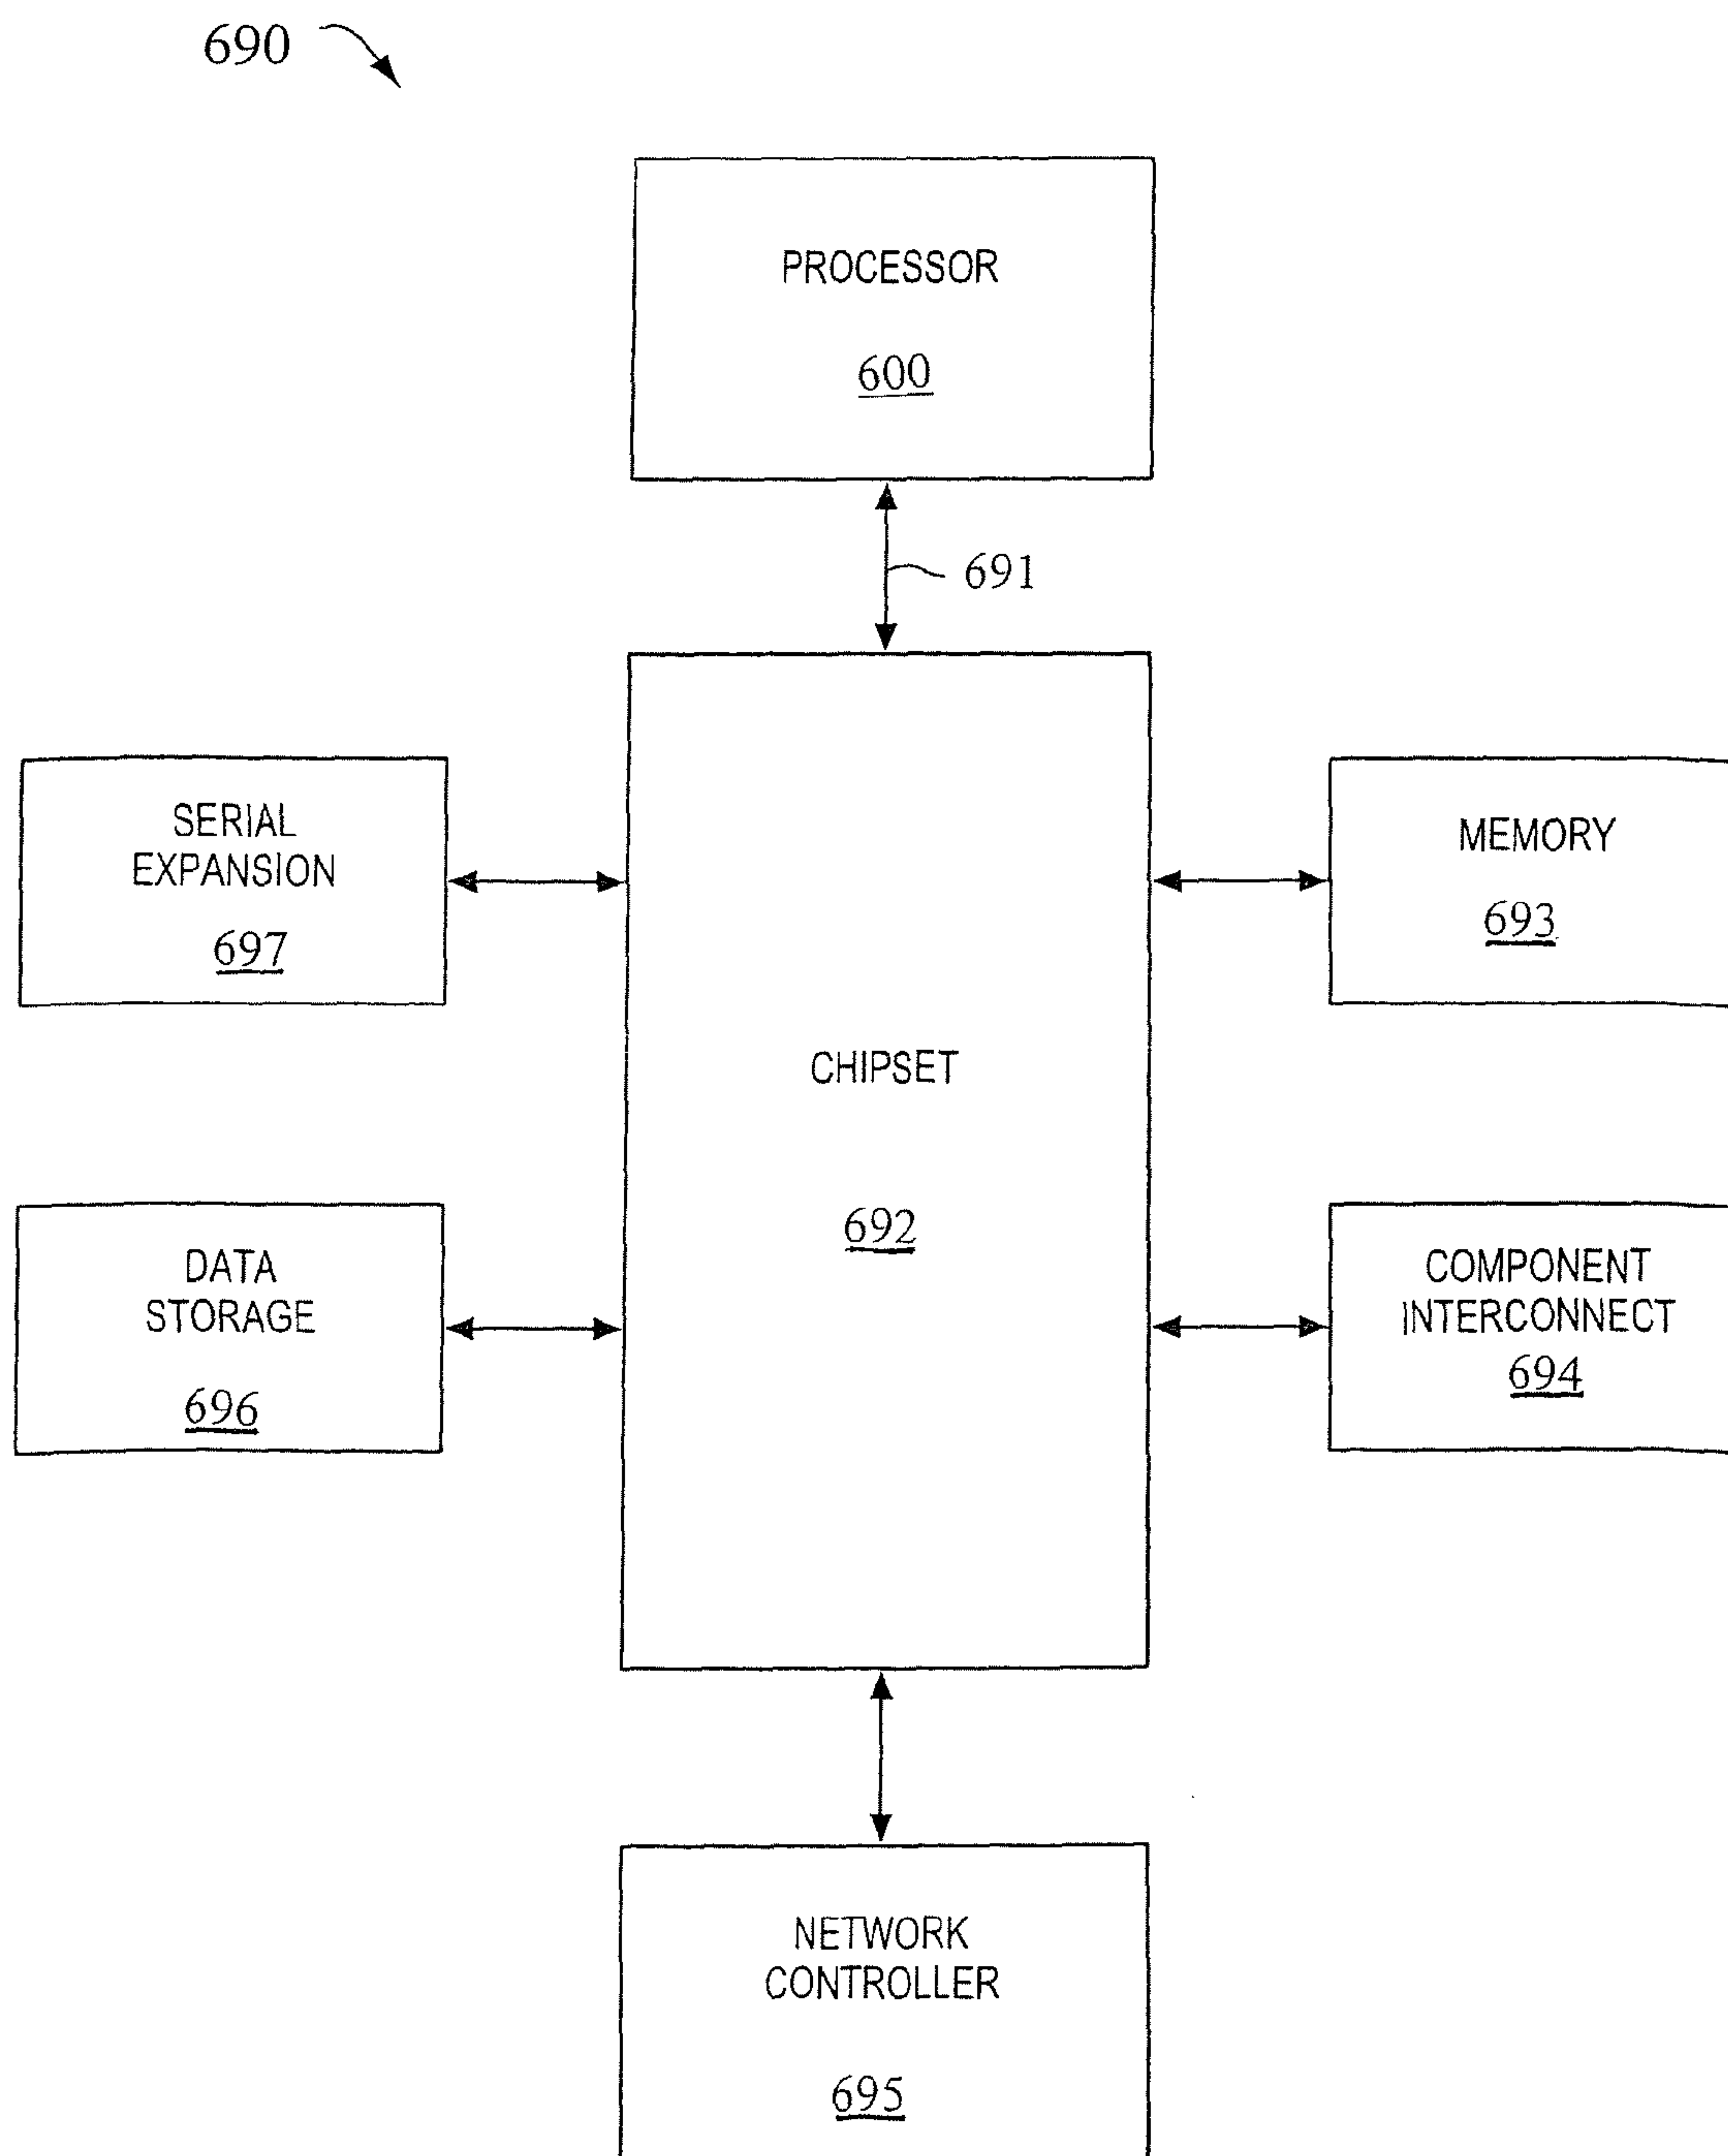 690
PROCESSOR
600
691
SERIAL
EXPANSION
697
MEMORY
693
CHIPSET
692
DATA
STORAGE
696
COMPONENT
INTERCONNECT
694
NETWORK
CONTROLLER
695